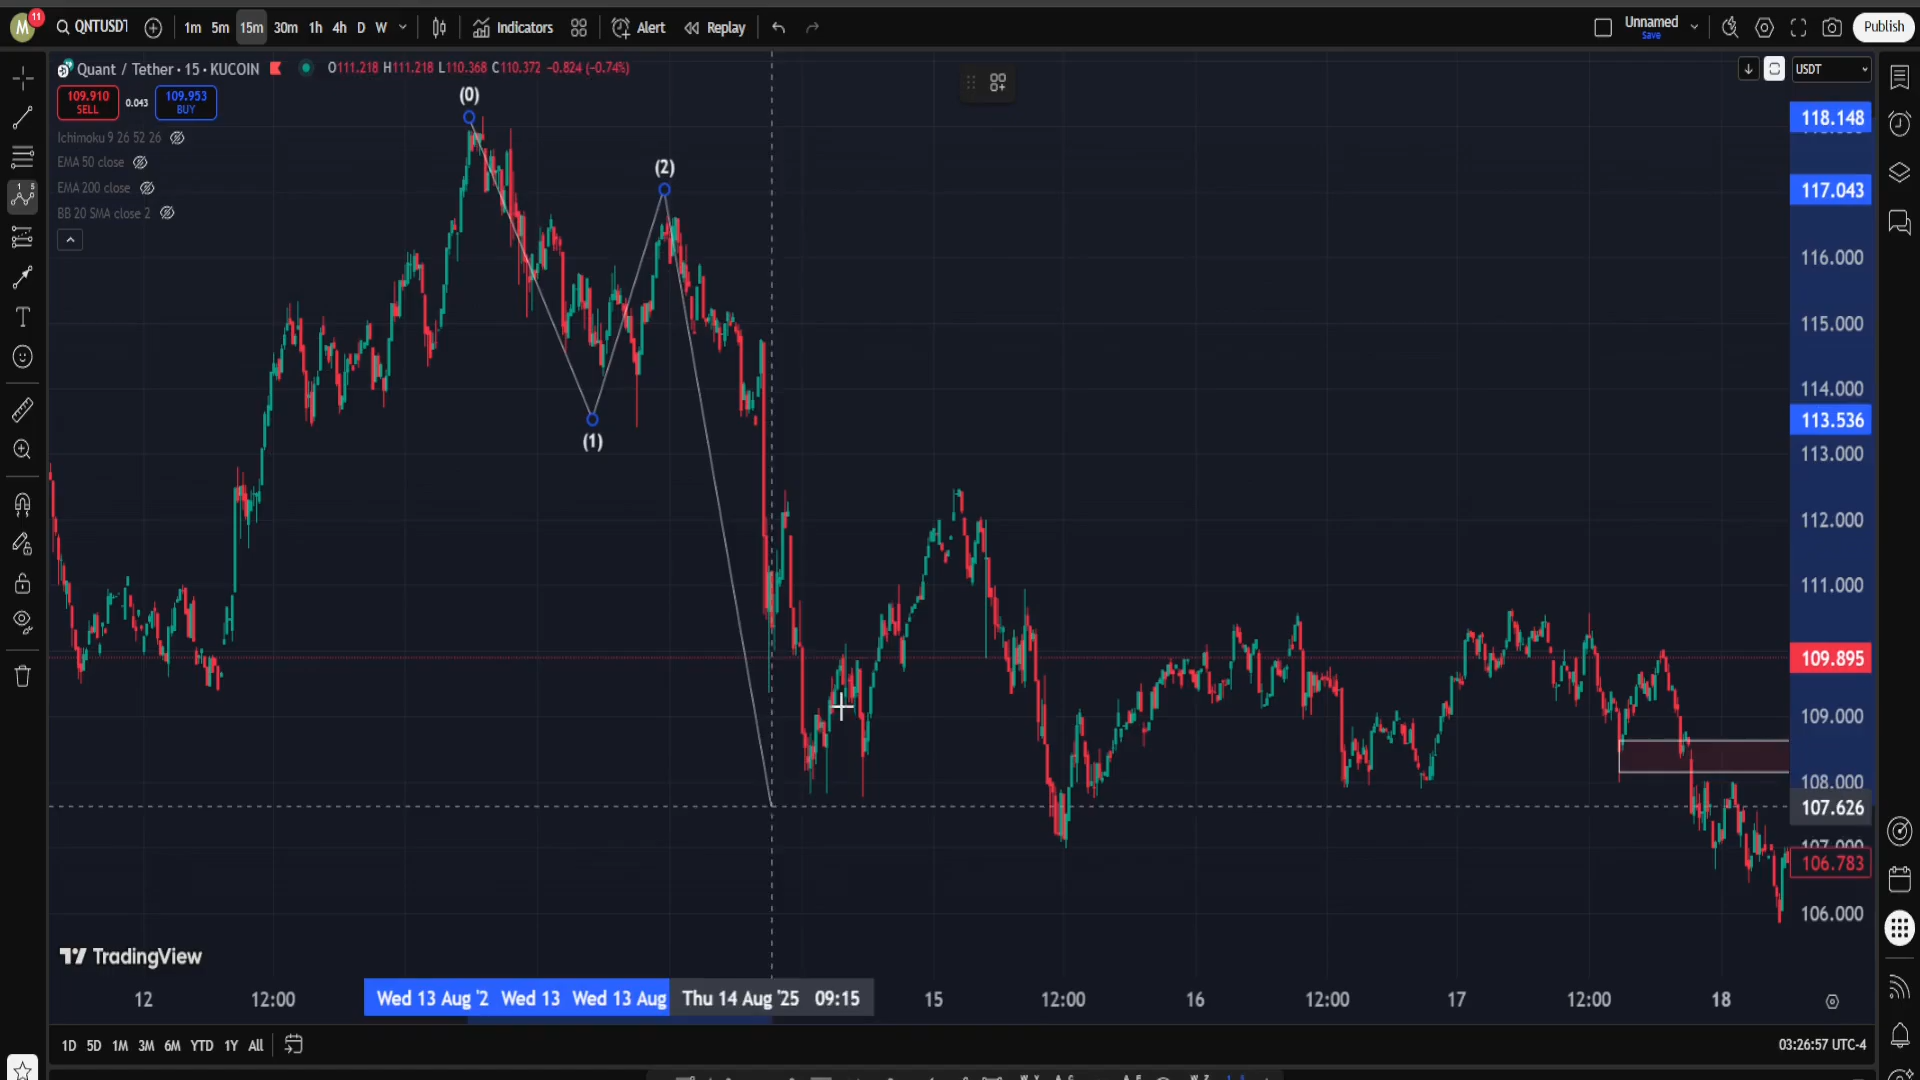 M 11 QNTUSDT 1m 5m 15m 30m 1h 4h D W Indicators Alert Replay Unnamed Save Publish
Quant / Tether · 15 · KUCOIN O111.218 H111.218 L110.368 C110.372 -0.824 (-0.74%) USDT
109.910 SELL 0.043 109.953 BUY
Ichimoku 9 26 52 26
EMA 50 close
EMA 200 close
BB 20 SMA close 2
(0)
(2)
(1)
118.148
117.043
116.000
115.000
114.000
113.536
113.000
112.000
111.000
109.895
109.000
108.000
107.626
107.000
106.783
106.000
TradingView
12 12:00 Wed 13 Aug '2 Wed 13 Wed 13 Aug Thu 14 Aug '25 09:15 15 12:00 16 12:00 17 12:00 18
1D 5D 1M 3M 6M YTD 1Y All 03:26:57 UTC-4